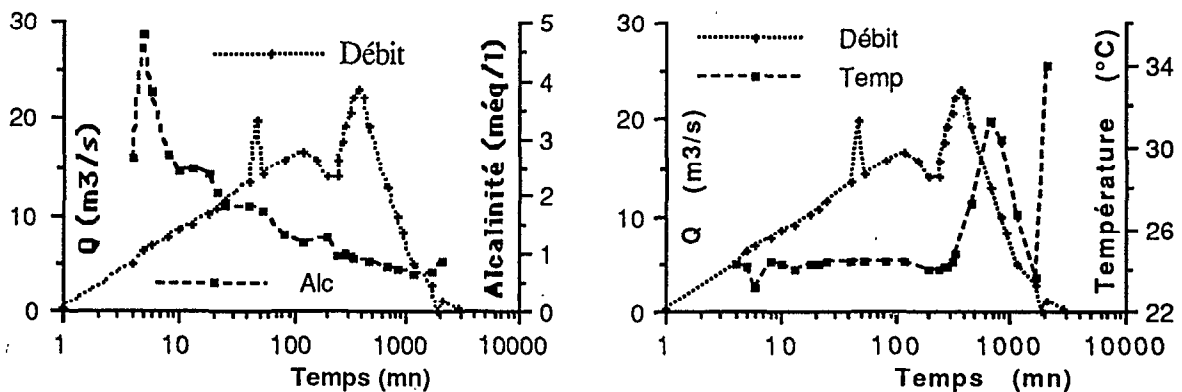 30
20
10
0
Q (m3/s)
Débit
Alc
5
4
3
2
1
0
Alcalinité (méq/l)
1
10
100
1000
10000
Temps (mn)
30
20
10
0
Q (m3/s)
Débit
Temp
34
30
26
22
Température (°C)
1
10
100
1000
10000
Temps (mn)